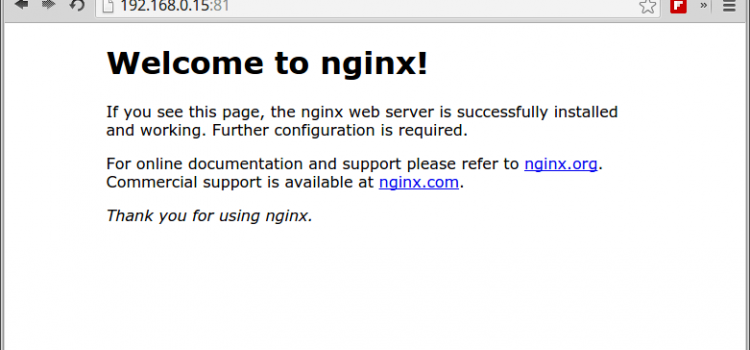 192.168.0.15:81
»
Welcome to nginx!
If you see this page, the nginx web server is successfully installed
and working. Further configuration is required.
For online documentation and support please refer to nginx.org.
Commercial support is available at nginx.com.
Thank you for using nginx.